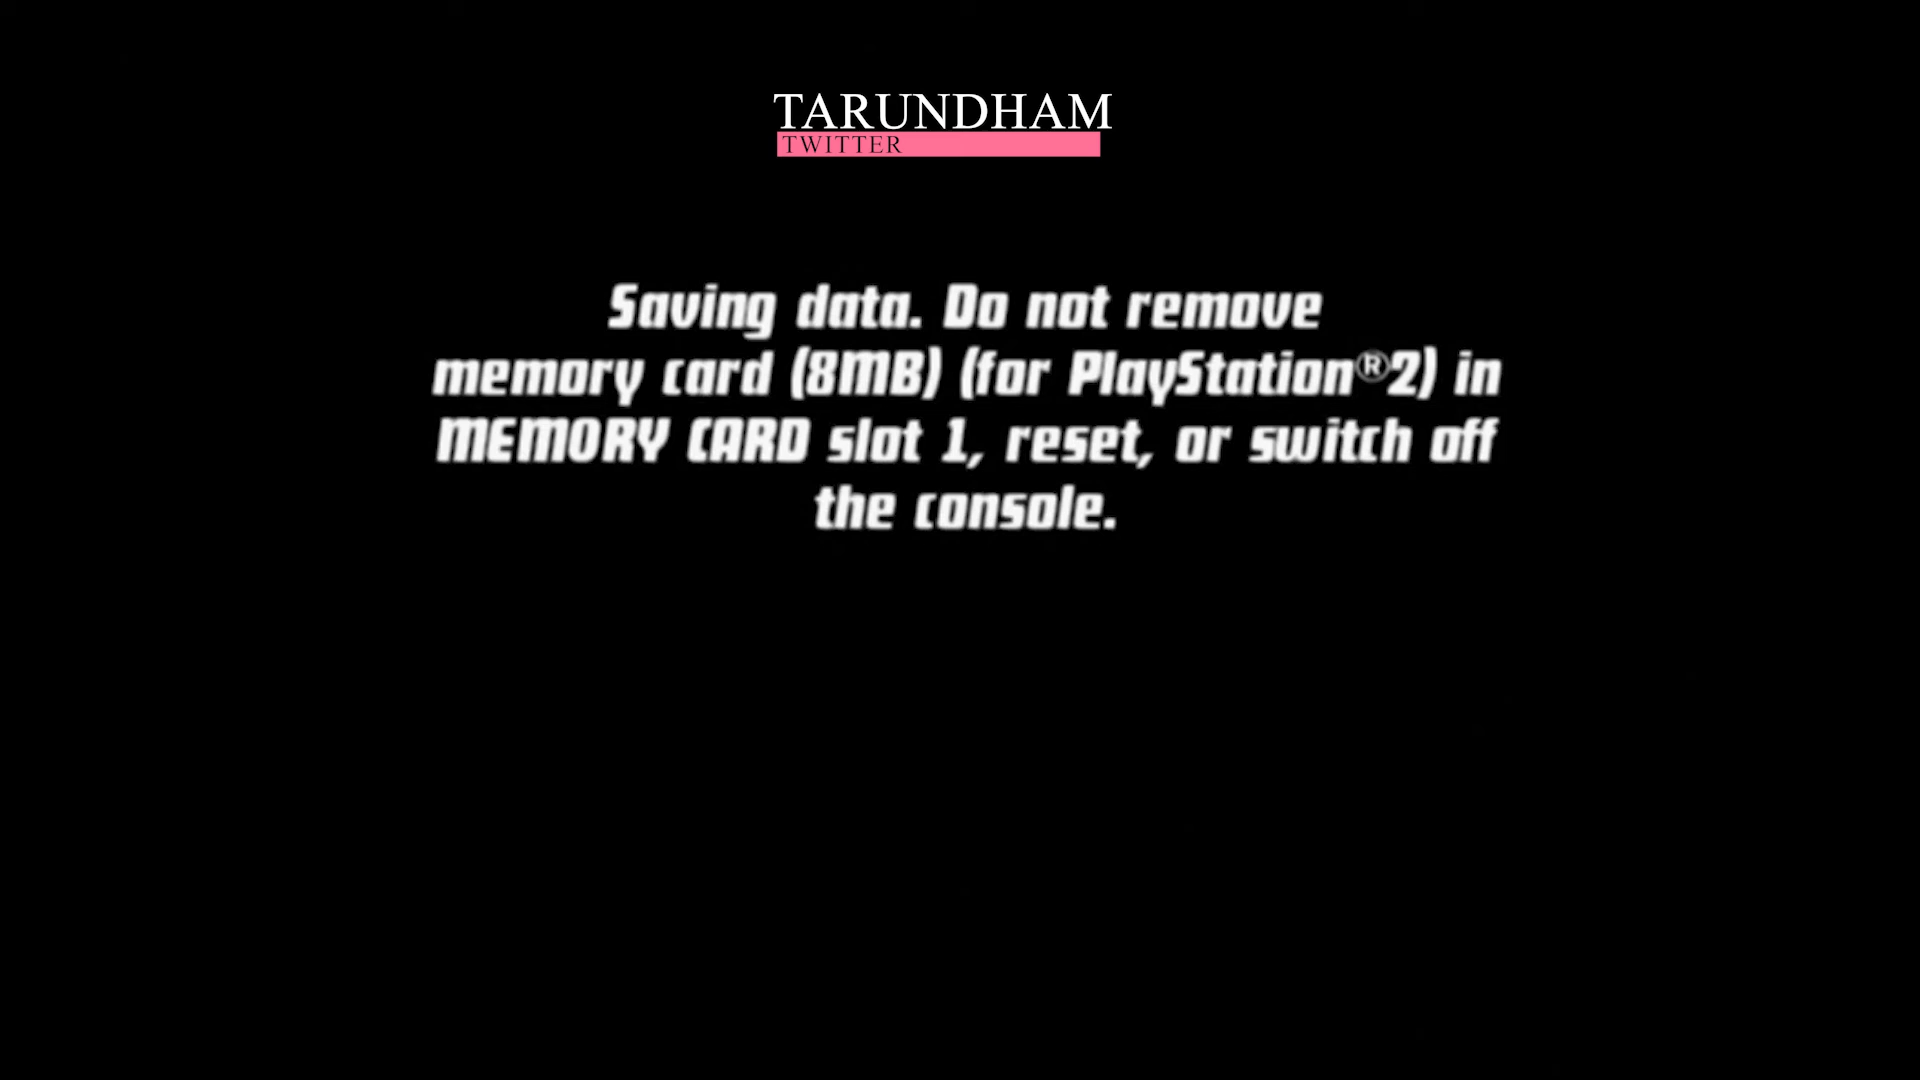 TARUNDHAM
TWITTER
Saving data. Do not remove
memory card (8MB) (for PlayStation®2) in
MEMORY CARD slot 1, reset, or switch off
the console.